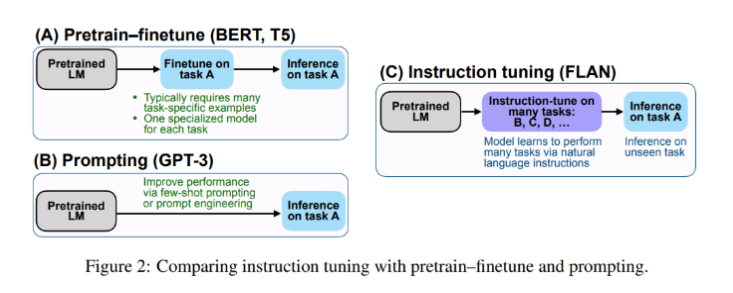 (A) Pretrain–finetune (BERT, T5)
Pretrained
LM
Finetune on
task A
Inference
on task A
• Typically requires many
task-specific examples
• One specialized model
for each task
(B) Prompting (GPT-3)
Pretrained
LM
Improve performance
via few-shot prompting
or prompt engineering
Inference
on task A
(C) Instruction tuning (FLAN)
Pretrained
LM
Instruction-tune on
many tasks:
B, C, D, …
Inference
on task A
Model learns to perform
many tasks via natural
language instructions
Inference on
unseen task
Figure 2: Comparing instruction tuning with pretrain–finetune and prompting.